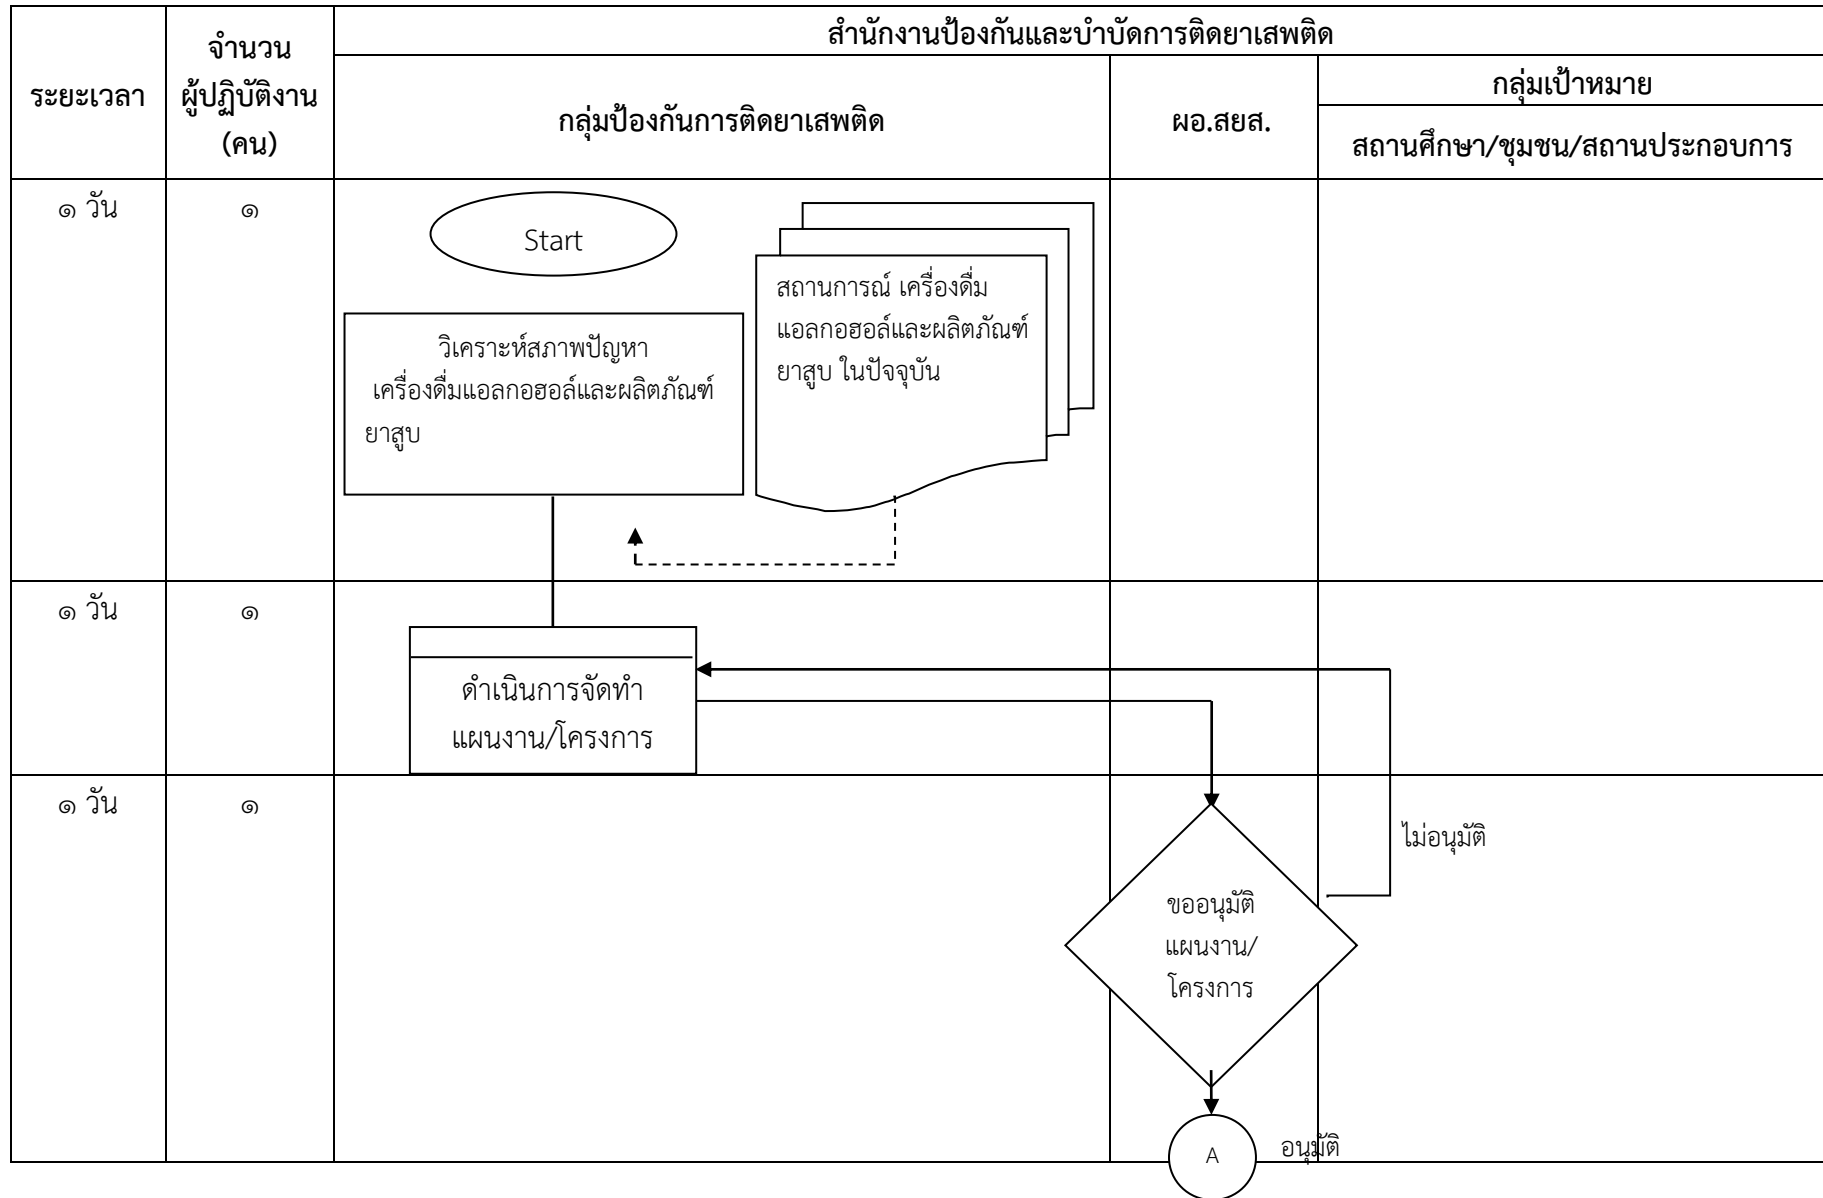 ระยะเวลา
จำนวน
ผู้ปฏิบัติงาน
(คน)
สำนักงานป้องกันและบำบัดการติดยาเสพติด
กลุ่มป้องกันการติดยาเสพติด
ผอ.สยส.
กลุ่มเป้าหมาย
สถานศึกษา/ชุมชน/สถานประกอบการ
๑ วัน
๑
Start
สถานการณ์ เครื่องดื่ม
แอลกอฮอล์และผลิตภัณฑ์
ยาสูบ ในปัจจุบัน
วิเคราะห์สภาพปัญหา
เครื่องดื่มแอลกอฮอล์และผลิตภัณฑ์
ยาสูบ
๑ วัน
๑
ดำเนินการจัดทำ
แผนงาน/โครงการ
๑ วัน
๑
ไม่อนุมัติ
ขออนุมัติ
แผนงาน/
โครงการ
A
อนุมัติ